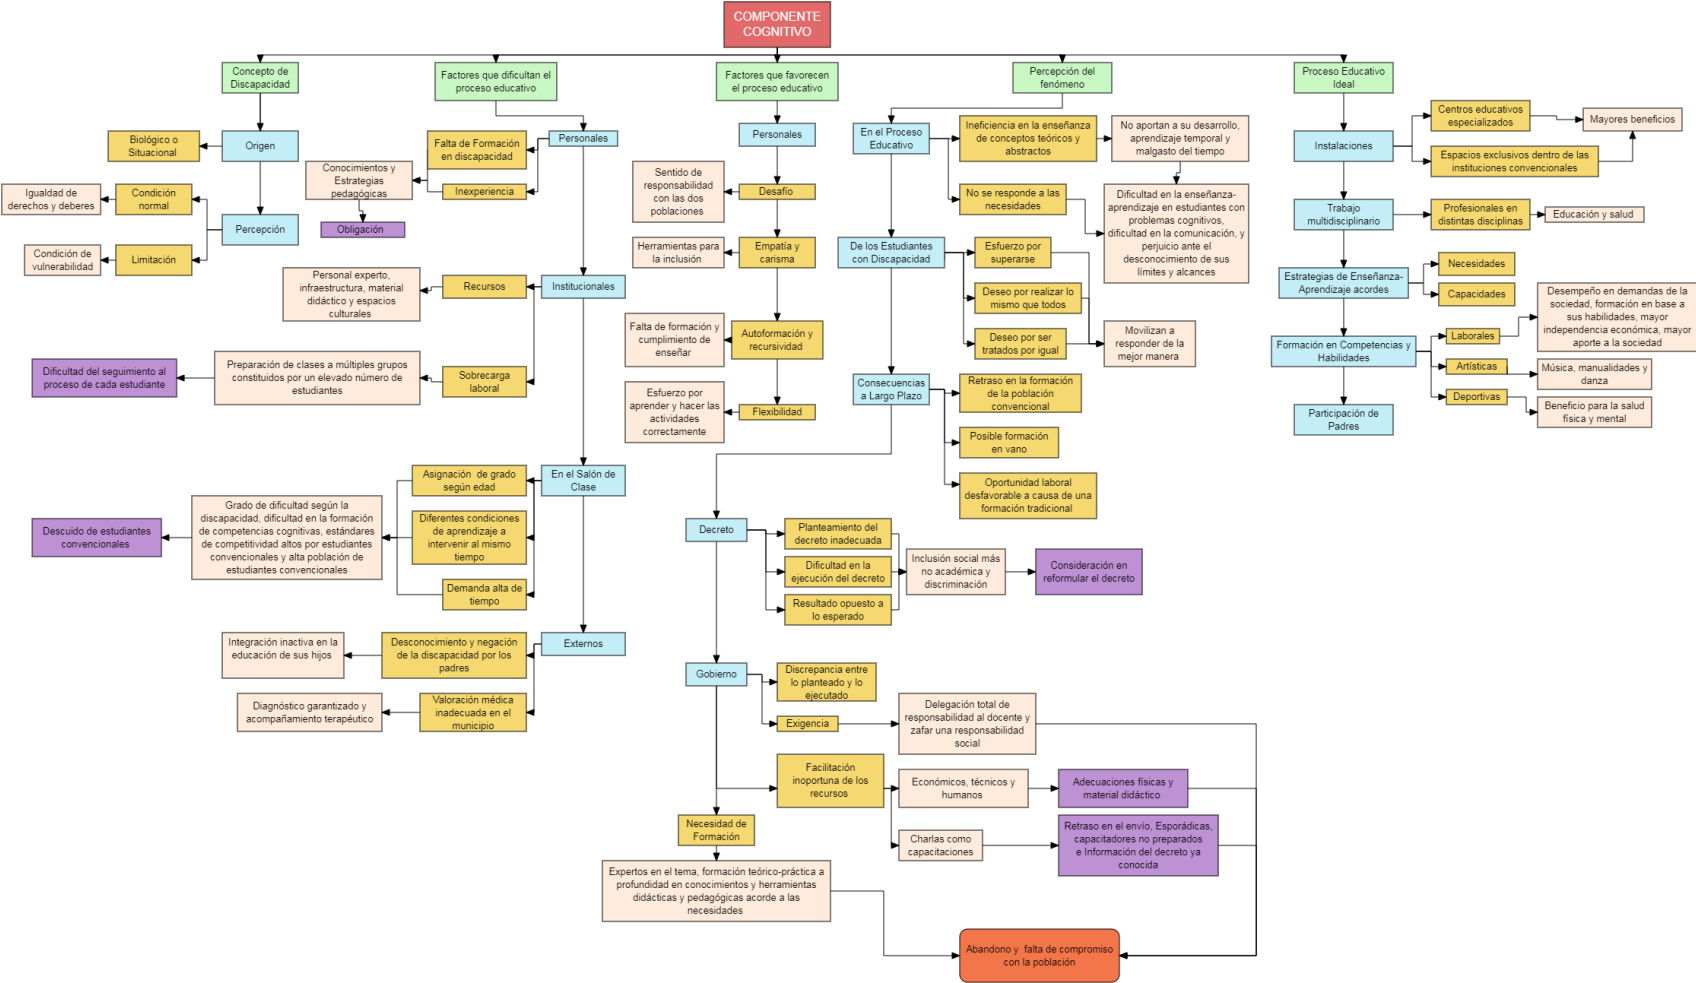 COMPONENTE
COGNITIVO
Concepto de
Discapacidad
Factores que dificultan el
proceso educativo
Factores que favorecen
el proceso educativo
Percepción del
fenómeno
Proceso Educativo
Ideal
Biológico o
Situacional
Origen
Igualdad de
derechos y deberes
Condición
normal
Percepción
Condición de
vulnerabilidad
Limitación
Falta de Formación
en discapacidad
Personales
Conocimientos y
Estrategias
pedagógicas
Inexperiencia
Obligación
Personal experto,
infraestructura, material
didáctico y espacios
culturales
Recursos
Institucionales
Dificultad del seguimiento al
proceso de cada estudiante
Preparación de clases a múltiples grupos
constituidos por un elevado número de
estudiantes
Sobrecarga
laboral
Asignación de grado
según edad
En el Salón de
Clase
Descuido de estudiantes
convencionales
Grado de dificultad según la
discapacidad, dificultad en la formación
de competencias cognitivas, estándares
de competitividad altos por estudiantes
convencionales y alta población de
estudiantes convencionales
Diferentes condiciones
de aprendizaje a
intervenir al mismo
tiempo
Demanda alta de
tiempo
Integración inactiva en la
educación de sus hijos
Desconocimiento y negación
de la discapacidad por los
padres
Externos
Diagnóstico garantizado y
acompañamiento terapéutico
Valoración médica
inadecuada en el
municipio
Personales
Sentido de
responsabilidad
con las dos
poblaciones
Desafío
Herramientas para
la inclusión
Empatía y
carisma
Falta de formación y
cumplimiento de
enseñar
Autoformación y
recursividad
Esfuerzo por
aprender y hacer las
actividades
correctamente
Flexibilidad
En el Proceso
Educativo
Ineficiencia en la enseñanza
de conceptos teóricos y
abstractos
No aportan a su desarrollo,
aprendizaje temporal y
malgasto del tiempo
No se responde a las
necesidades
Dificultad en la enseñanza-
aprendizaje en estudiantes con
problemas cognitivos,
dificultad en la comunicación, y
perjuicio ante el
desconocimiento de sus
límites y alcances
De los Estudiantes
con Discapacidad
Esfuerzo por
superarse
Deseo por realizar lo
mismo que todos
Deseo por ser
tratados por igual
Movilizan a
responder de la
mejor manera
Consecuencias
a Largo Plazo
Retraso en la formación
de la población
convencional
Posible formación
en vano
Oportunidad laboral
desfavorable a causa de una
formación tradicional
Decreto
Planteamiento del
decreto inadecuada
Dificultad en la
ejecución del decreto
Resultado opuesto a
lo esperado
Inclusión social más
no académica y
discriminación
Consideración en
reformular el decreto
Gobierno
Discrepancia entre
lo planteado y lo
ejecutado
Exigencia
Delegación total de
responsabilidad al docente y
zafar una responsabilidad
social
Facilitación
inoportuna de los
recursos
Económicos, técnicos y
humanos
Adecuaciones físicas y
material didáctico
Charlas como
capacitaciones
Retraso en el envío, Esporádicas,
capacitadores no preparados
e Información del decreto ya
conocida
Necesidad de
Formación
Expertos en el tema, formación teórico-práctica a
profundidad en conocimientos y herramientas
didácticas y pedagógicas acorde a las
necesidades
Abandono y falta de compromiso
con la población
Instalaciones
Centros educativos
especializados
Mayores beneficios
Espacios exclusivos dentro de las
instituciones convencionales
Trabajo
multidisciplinario
Profesionales en
distintas disciplinas
Educación y salud
Estrategias de Enseñanza-
Aprendizaje acordes
Necesidades
Capacidades
Formación en Competencias y
Habilidades
Laborales
Desempeño en demandas de la
sociedad, formación en base a
sus habilidades, mayor
independencia económica, mayor
aporte a la sociedad
Artísticas
Música, manualidades y
danza
Deportivas
Beneficio para la salud
física y mental
Participación de
Padres